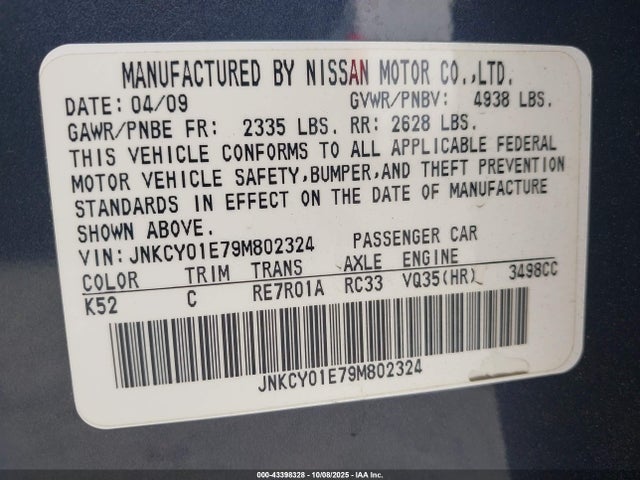 MANUFACTURED BY NISSAN MOTOR CO.,LTD.
DATE: 04/09 GVWR/PNBV: 4938 LBS.
GAWR/PNBE FR: 2335 LBS. RR: 2628 LBS.
THIS VEHICLE CONFORMS TO ALL APPLICABLE FEDERAL
MOTOR VEHICLE SAFETY,BUMPER,AND THEFT PREVENTION
STANDARDS IN EFFECT ON THE DATE OF MANUFACTURE
SHOWN ABOVE.
VIN: JNKCY01E79M802324 PASSENGER CAR
COLOR TRIM TRANS AXLE ENGINE
K52 C RE7R01A RC33 VQ35(HR) 3498CC
JNKCY01E79M802324
000-43398328 - 10/08/2025 - IAA Inc.